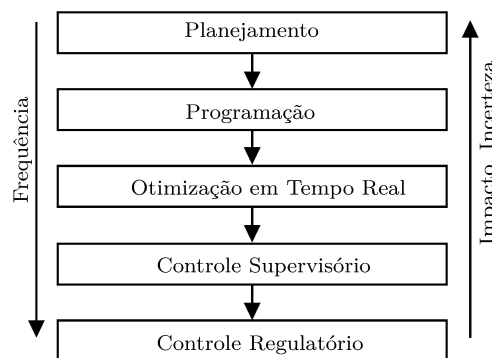 Planejamento
Programação
Otimização em Tempo Real
Controle Supervisório
Controle Regulatório
Frequência
Impacto, Incerteza